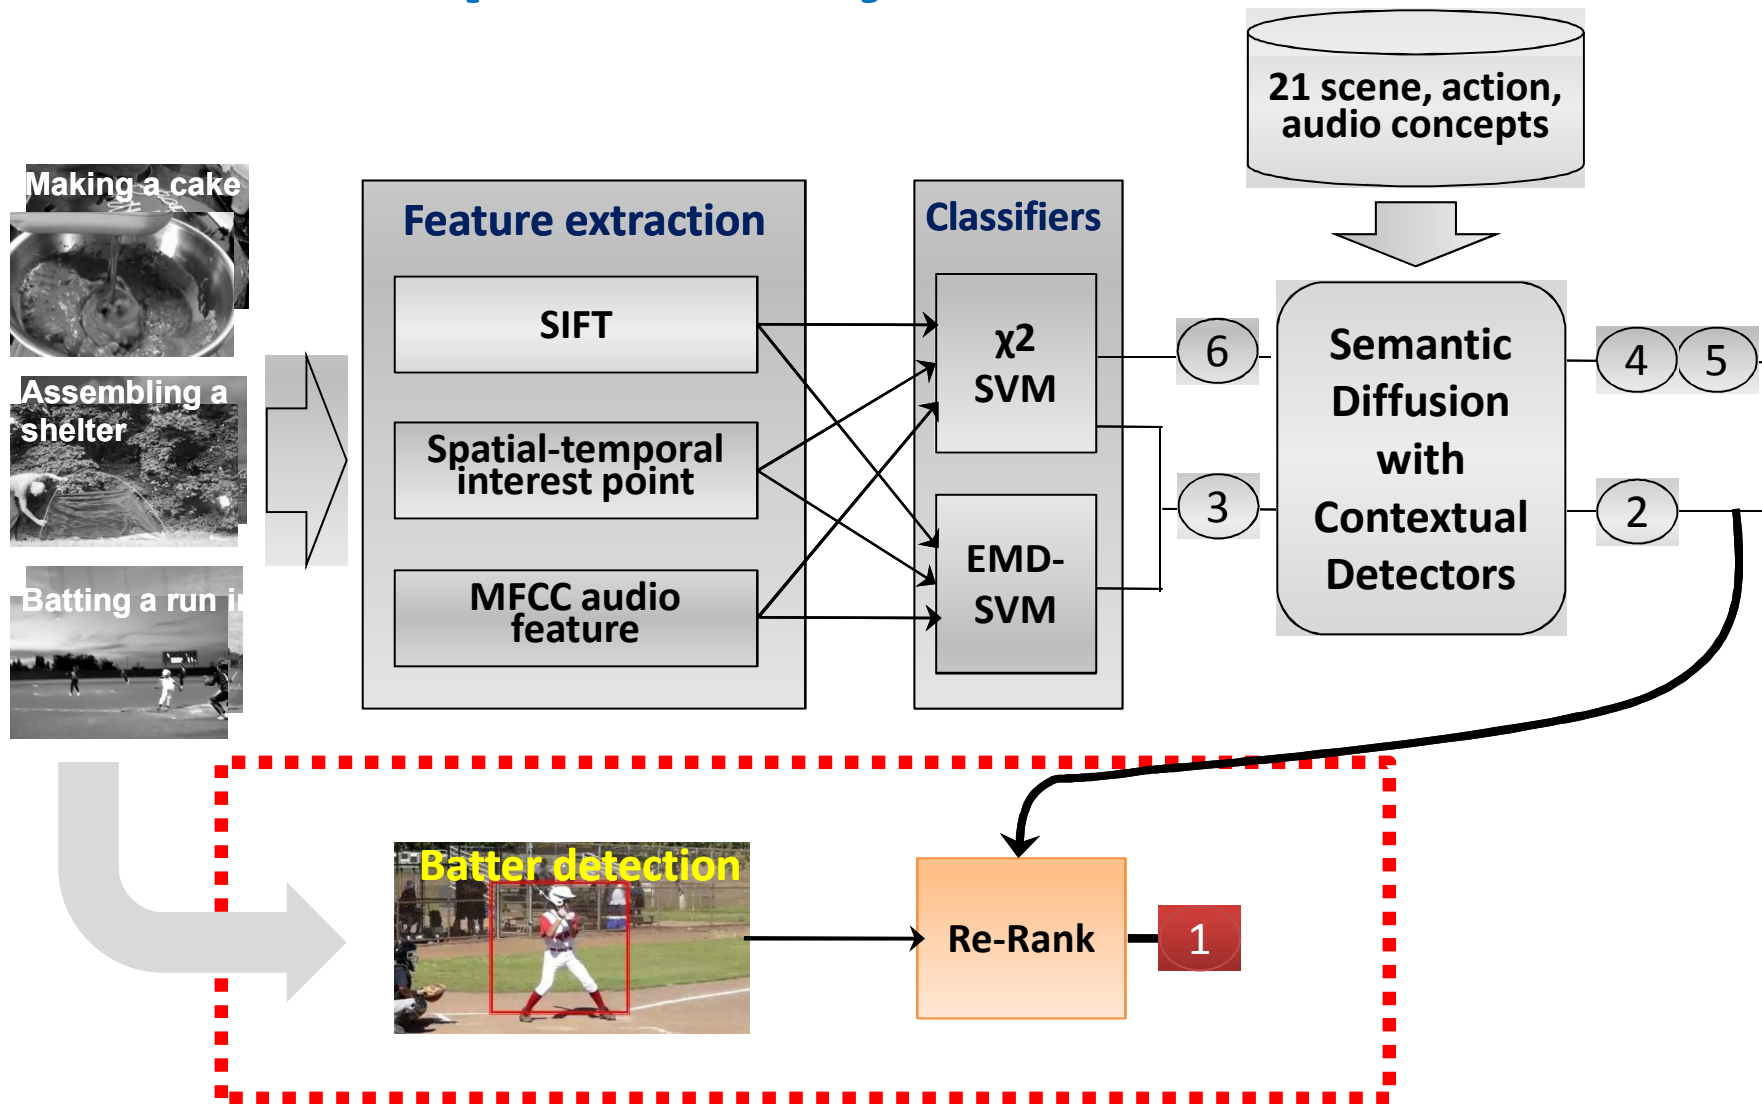 21 scene, action,
audio concepts
Making a cake
Assembling a
shelter
Batting a run
Feature extraction
SIFT
Spatial-temporal
interest point
MFCC audio
feature
Classifiers
χ2
SVM
EMD-
SVM
6
3
Semantic
Diffusion
with
Contextual
Detectors
4
5
2
Batter detection
Re-Rank
1